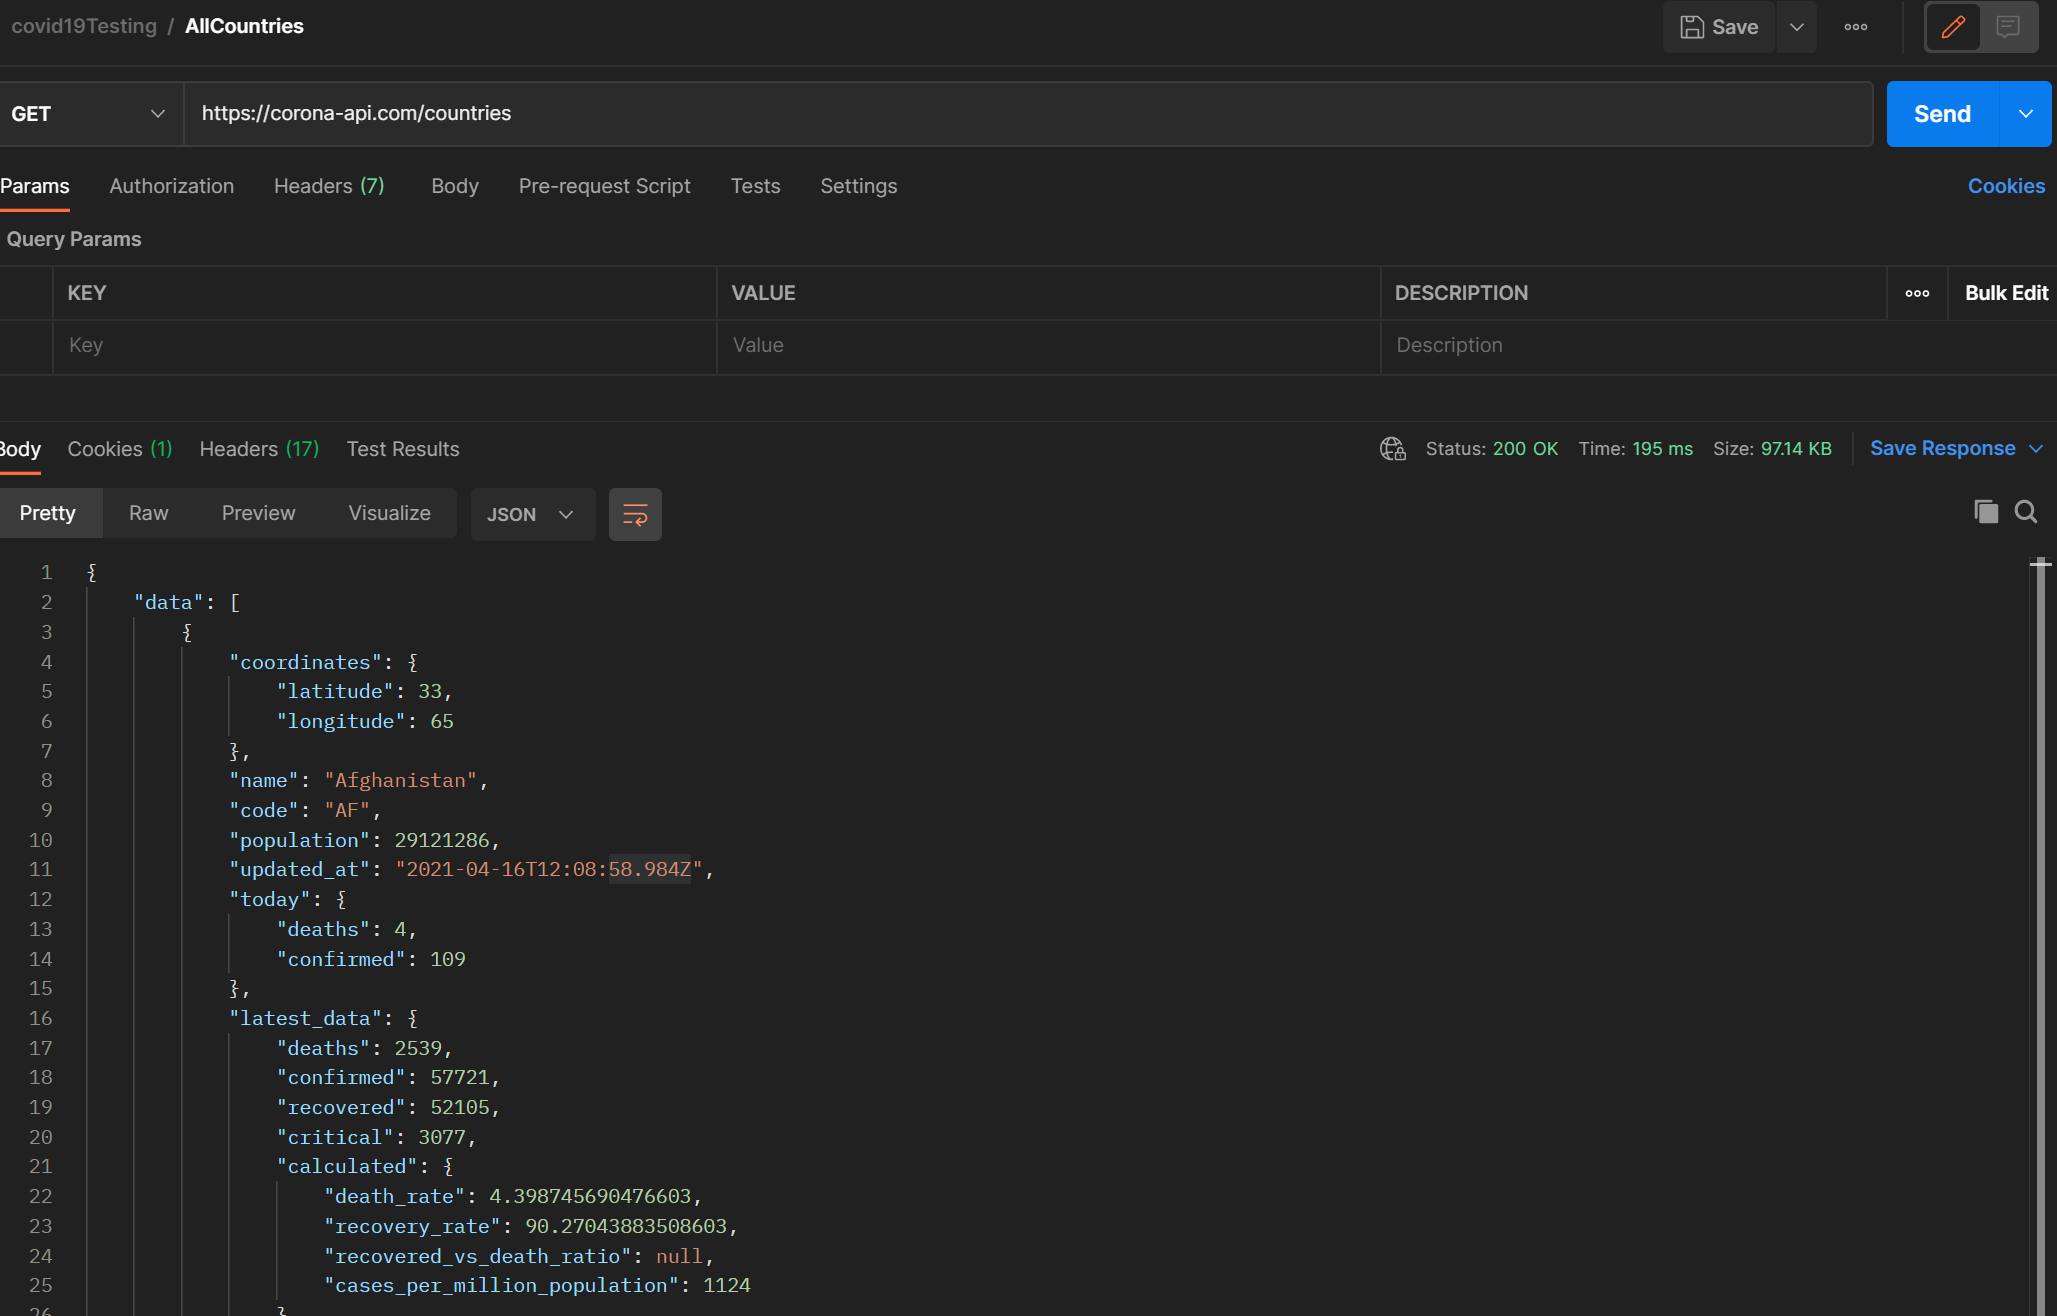 covid19Testing / AllCountries
Save
GET https://corona-api.com/countries Send
Params Authorization Headers (7) Body Pre-request Script Tests Settings Cookies
Query Params
KEY VALUE DESCRIPTION Bulk Edit
Key Value Description
Body Cookies (1) Headers (17) Test Results Status: 200 OK Time: 195 ms Size: 97.14 KB Save Response
Pretty Raw Preview Visualize JSON
1 {
2 "data": [
3 {
4 "coordinates": {
5 "latitude": 33,
6 "longitude": 65
7 },
8 "name": "Afghanistan",
9 "code": "AF",
10 "population": 29121286,
11 "updated_at": "2021-04-16T12:08:58.984Z",
12 "today": {
13 "deaths": 4,
14 "confirmed": 109
15 },
16 "latest_data": {
17 "deaths": 2539,
18 "confirmed": 57721,
19 "recovered": 52105,
20 "critical": 3077,
21 "calculated": {
22 "death_rate": 4.398745690476603,
23 "recovery_rate": 90.27043883508603,
24 "recovered_vs_death_ratio": null,
25 "cases_per_million_population": 1124
26 }